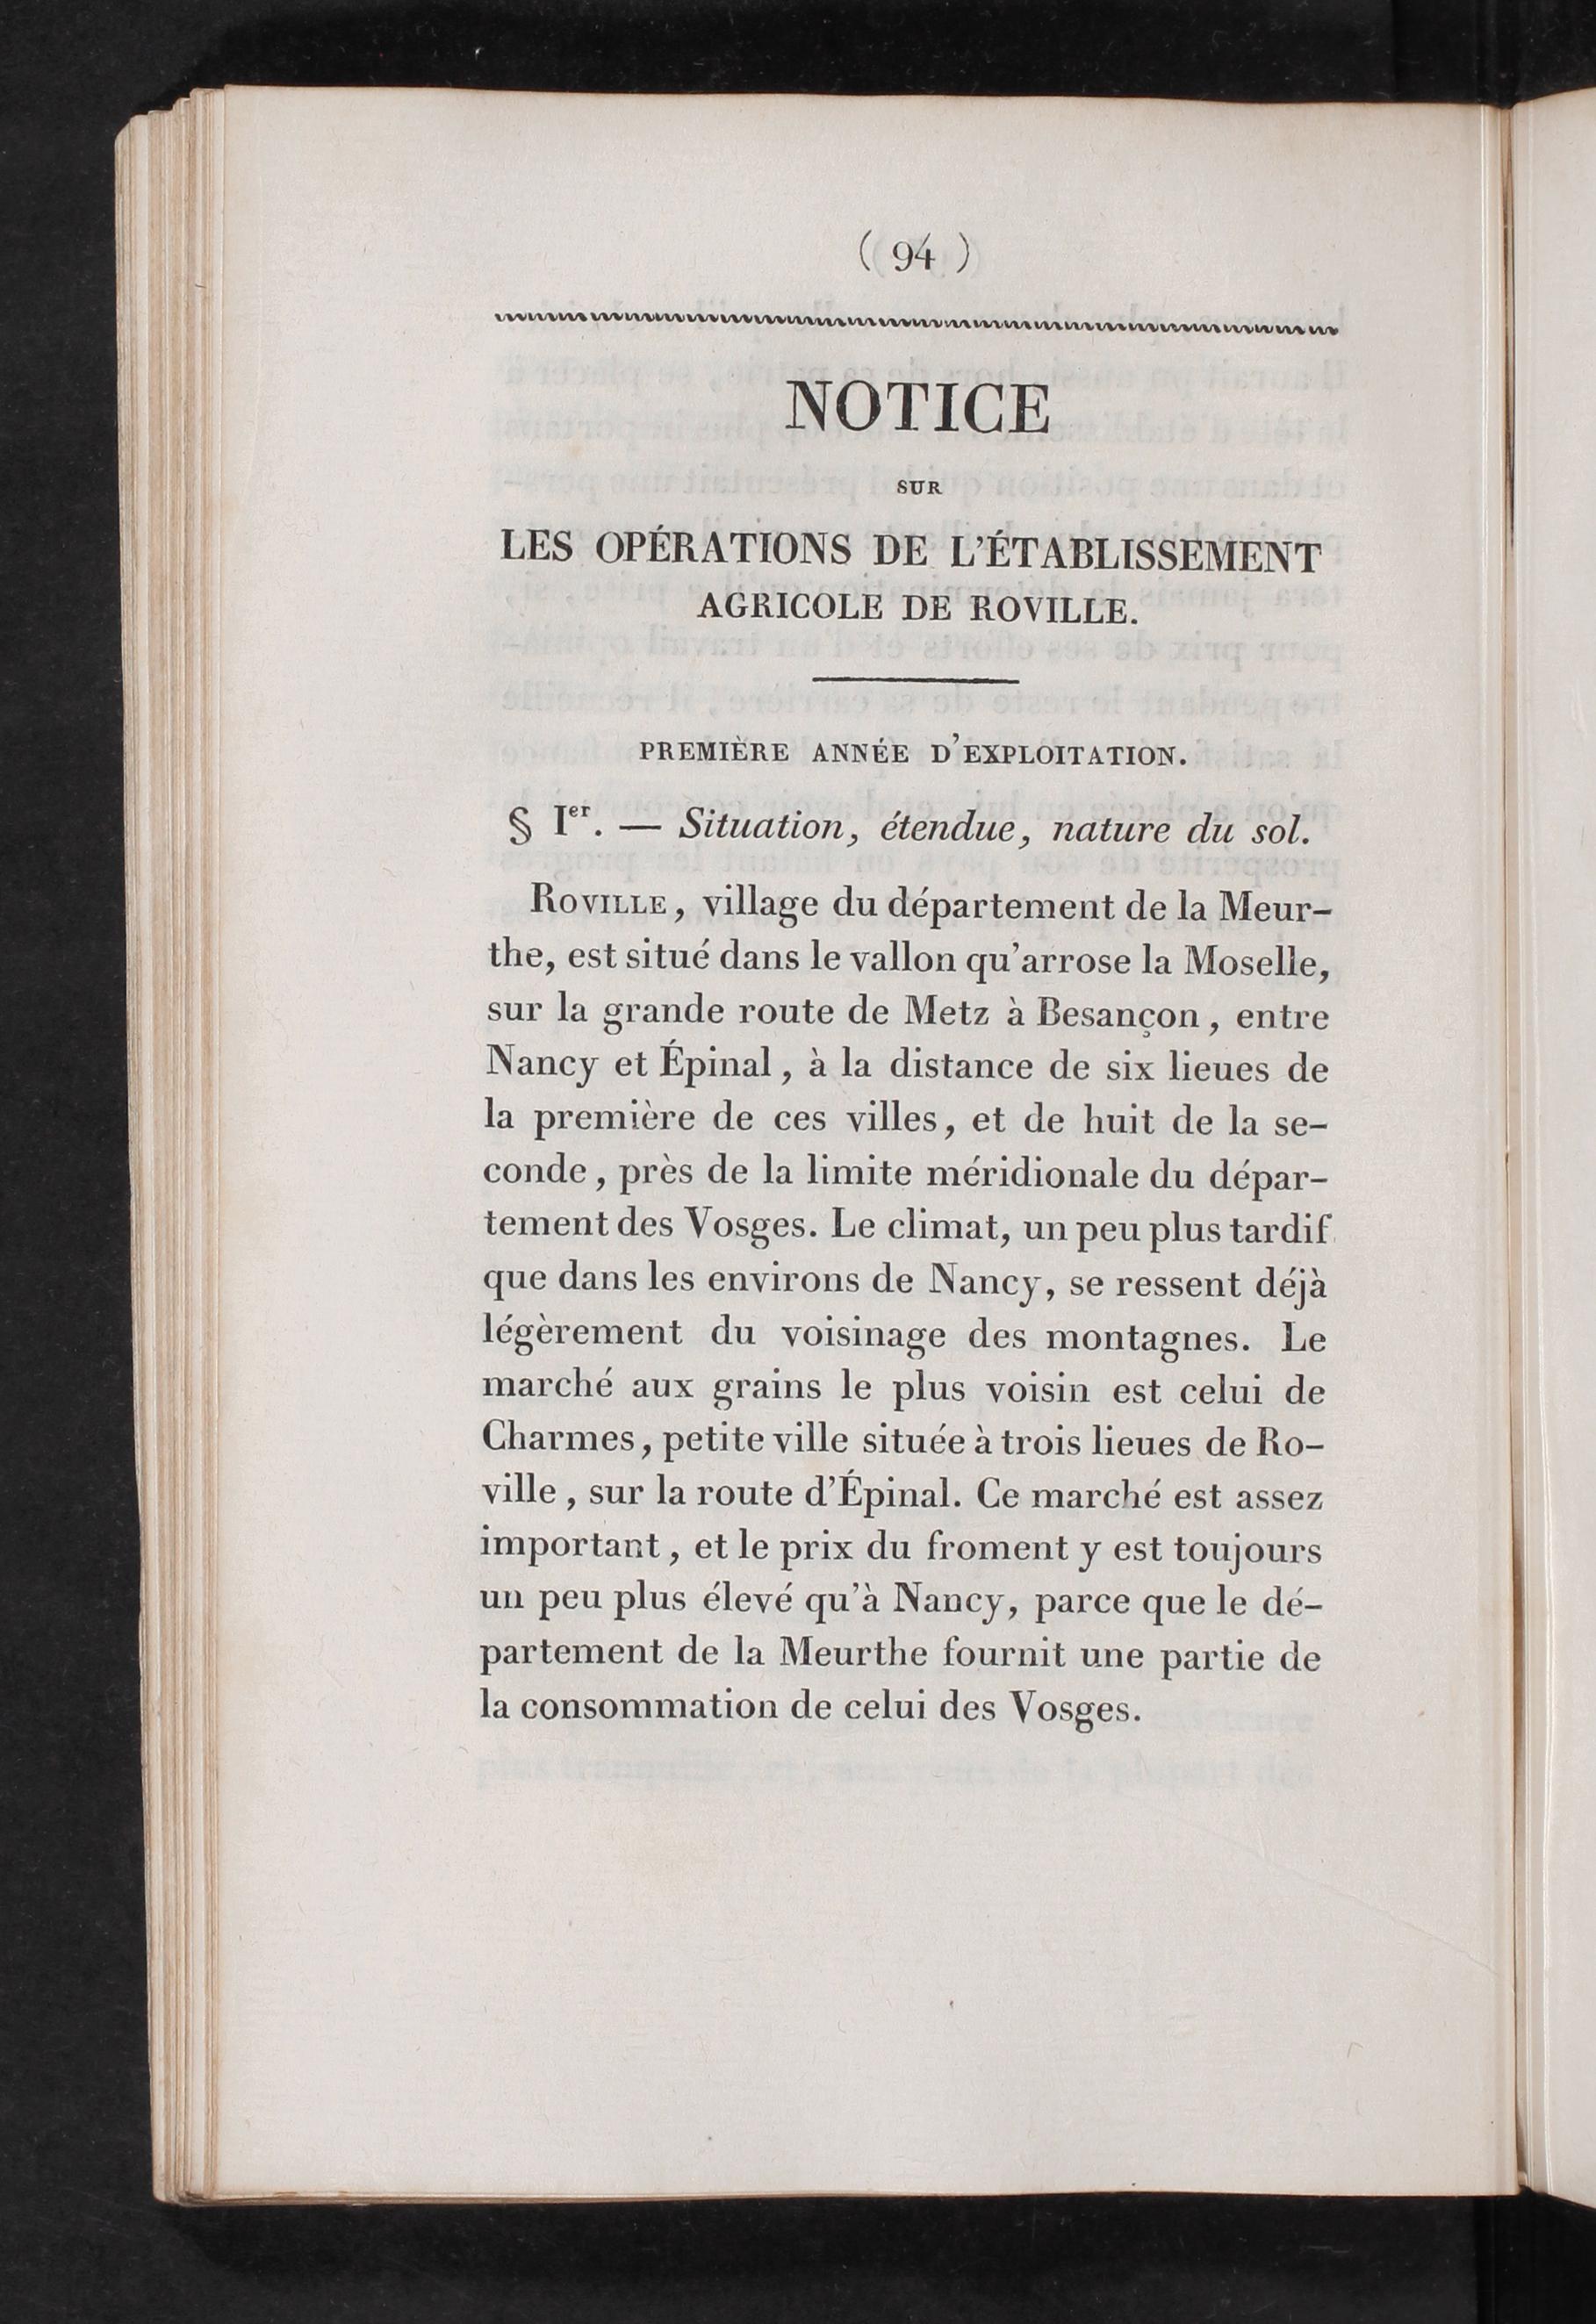 ( 94 )
NOTICE
SUR
LES OPÉRATIONS DE L'ÉTABLISSEMENT
AGRICOLE DE ROVILLE.
PREMIÈRE ANNÉE D'EXPLOITATION.
§ Ier. — Situation, étendue, nature du sol.
ROVILLE, village du département de la Meur-
the, est situé dans le vallon qu'arrose la Moselle,
sur la grande route de Metz à Besançon, entre
Nancy et Épinal, à la distance de six lieues de
la première de ces villes, et de huit de la se-
conde, près de la limite méridionale du dépar-
tement des Vosges. Le climat, un peu plus tardif
que dans les environs de Nancy, se ressent déjà
légèrement du voisinage des montagnes. Le
marché aux grains le plus voisin est celui de
Charmes, petite ville située à trois lieues de Ro-
ville, sur la route d'Épinal. Ce marché est assez
important, et le prix du froment y est toujours
un peu plus élevé qu'à Nancy, parce que le dé-
partement de la Meurthe fournit une partie de
la consommation de celui des Vosges.